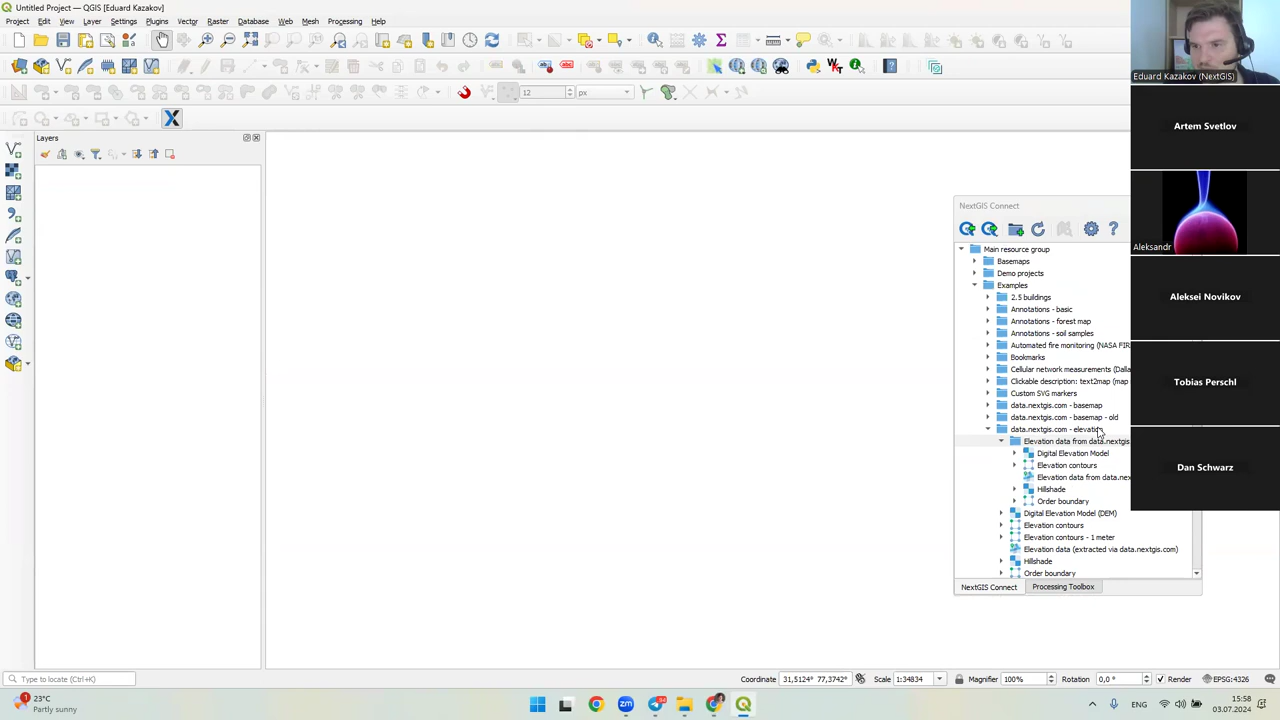 Untitled Project — QGIS [Eduard Kazakov]
Project Edit View Layer Settings Plugins Vector Raster Database Web Mesh Processing Help
12 px
Layers
NextGIS Connect
Main resource group
Basemaps
Demo projects
Examples
2.5 buildings
Annotations - basic
Annotations - forest map
Annotations - soil samples
Automated fire monitoring (NASA FIR
Bookmarks
Cellular network measurements (Dalla
Clickable description: text2map (map
Custom SVG markers
data.nextgis.com - basemap
data.nextgis.com - basemap - old
data.nextgis.com - elevation
Elevation data from data.nextgis
Digital Elevation Model
Elevation contours
Elevation data from data.nex
Hillshade
Order boundary
Digital Elevation Model (DEM)
Elevation contours
Elevation contours - 1 meter
Elevation data (extracted via data.nextgis.com)
Hillshade
Order boundary
NextGIS Connect Processing Toolbox
Eduard Kazakov (NextGIS)
Artem Svetlov
Aleksandr
Aleksei Novikov
Tobias Perschl
Dan Schwarz
Type to locate (Ctrl+K)
Coordinate 31,5124° 77,3742° Scale 1:34834 Magnifier 100% Rotation 0,0 ° Render EPSG:4326
23°C
Partly sunny
ENG
15:58
03.07.2024